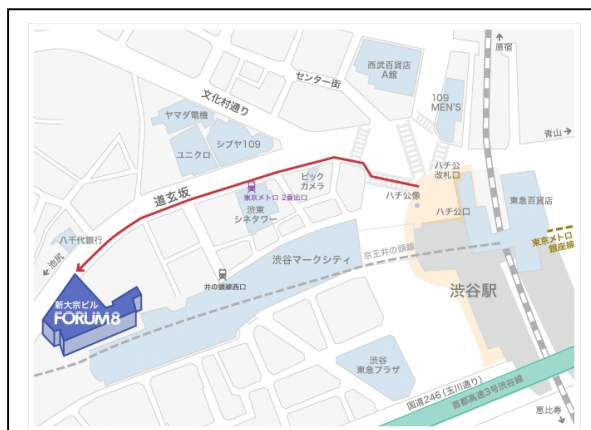 原宿
西武百貨店
A館
センター街
109
MEN'S
文化村通り
ヤマダ電機
青山
シブヤ109
ユニクロ
ハチ公
改札口
ビック
カメラ
道玄坂
東京メトロ 2番出口
ハチ公像
東急百貨店
渋東
シネタワー
ハチ公口
八千代銀行
東京メトロ
銀座線
池尻
渋谷マークシティ
京王井の頭線
井の頭線西口
渋谷駅
新大宗ビル
FORUM8
渋谷
東急プラザ
国道246 (玉川通り)
首都高速3号渋谷線
恵比寿